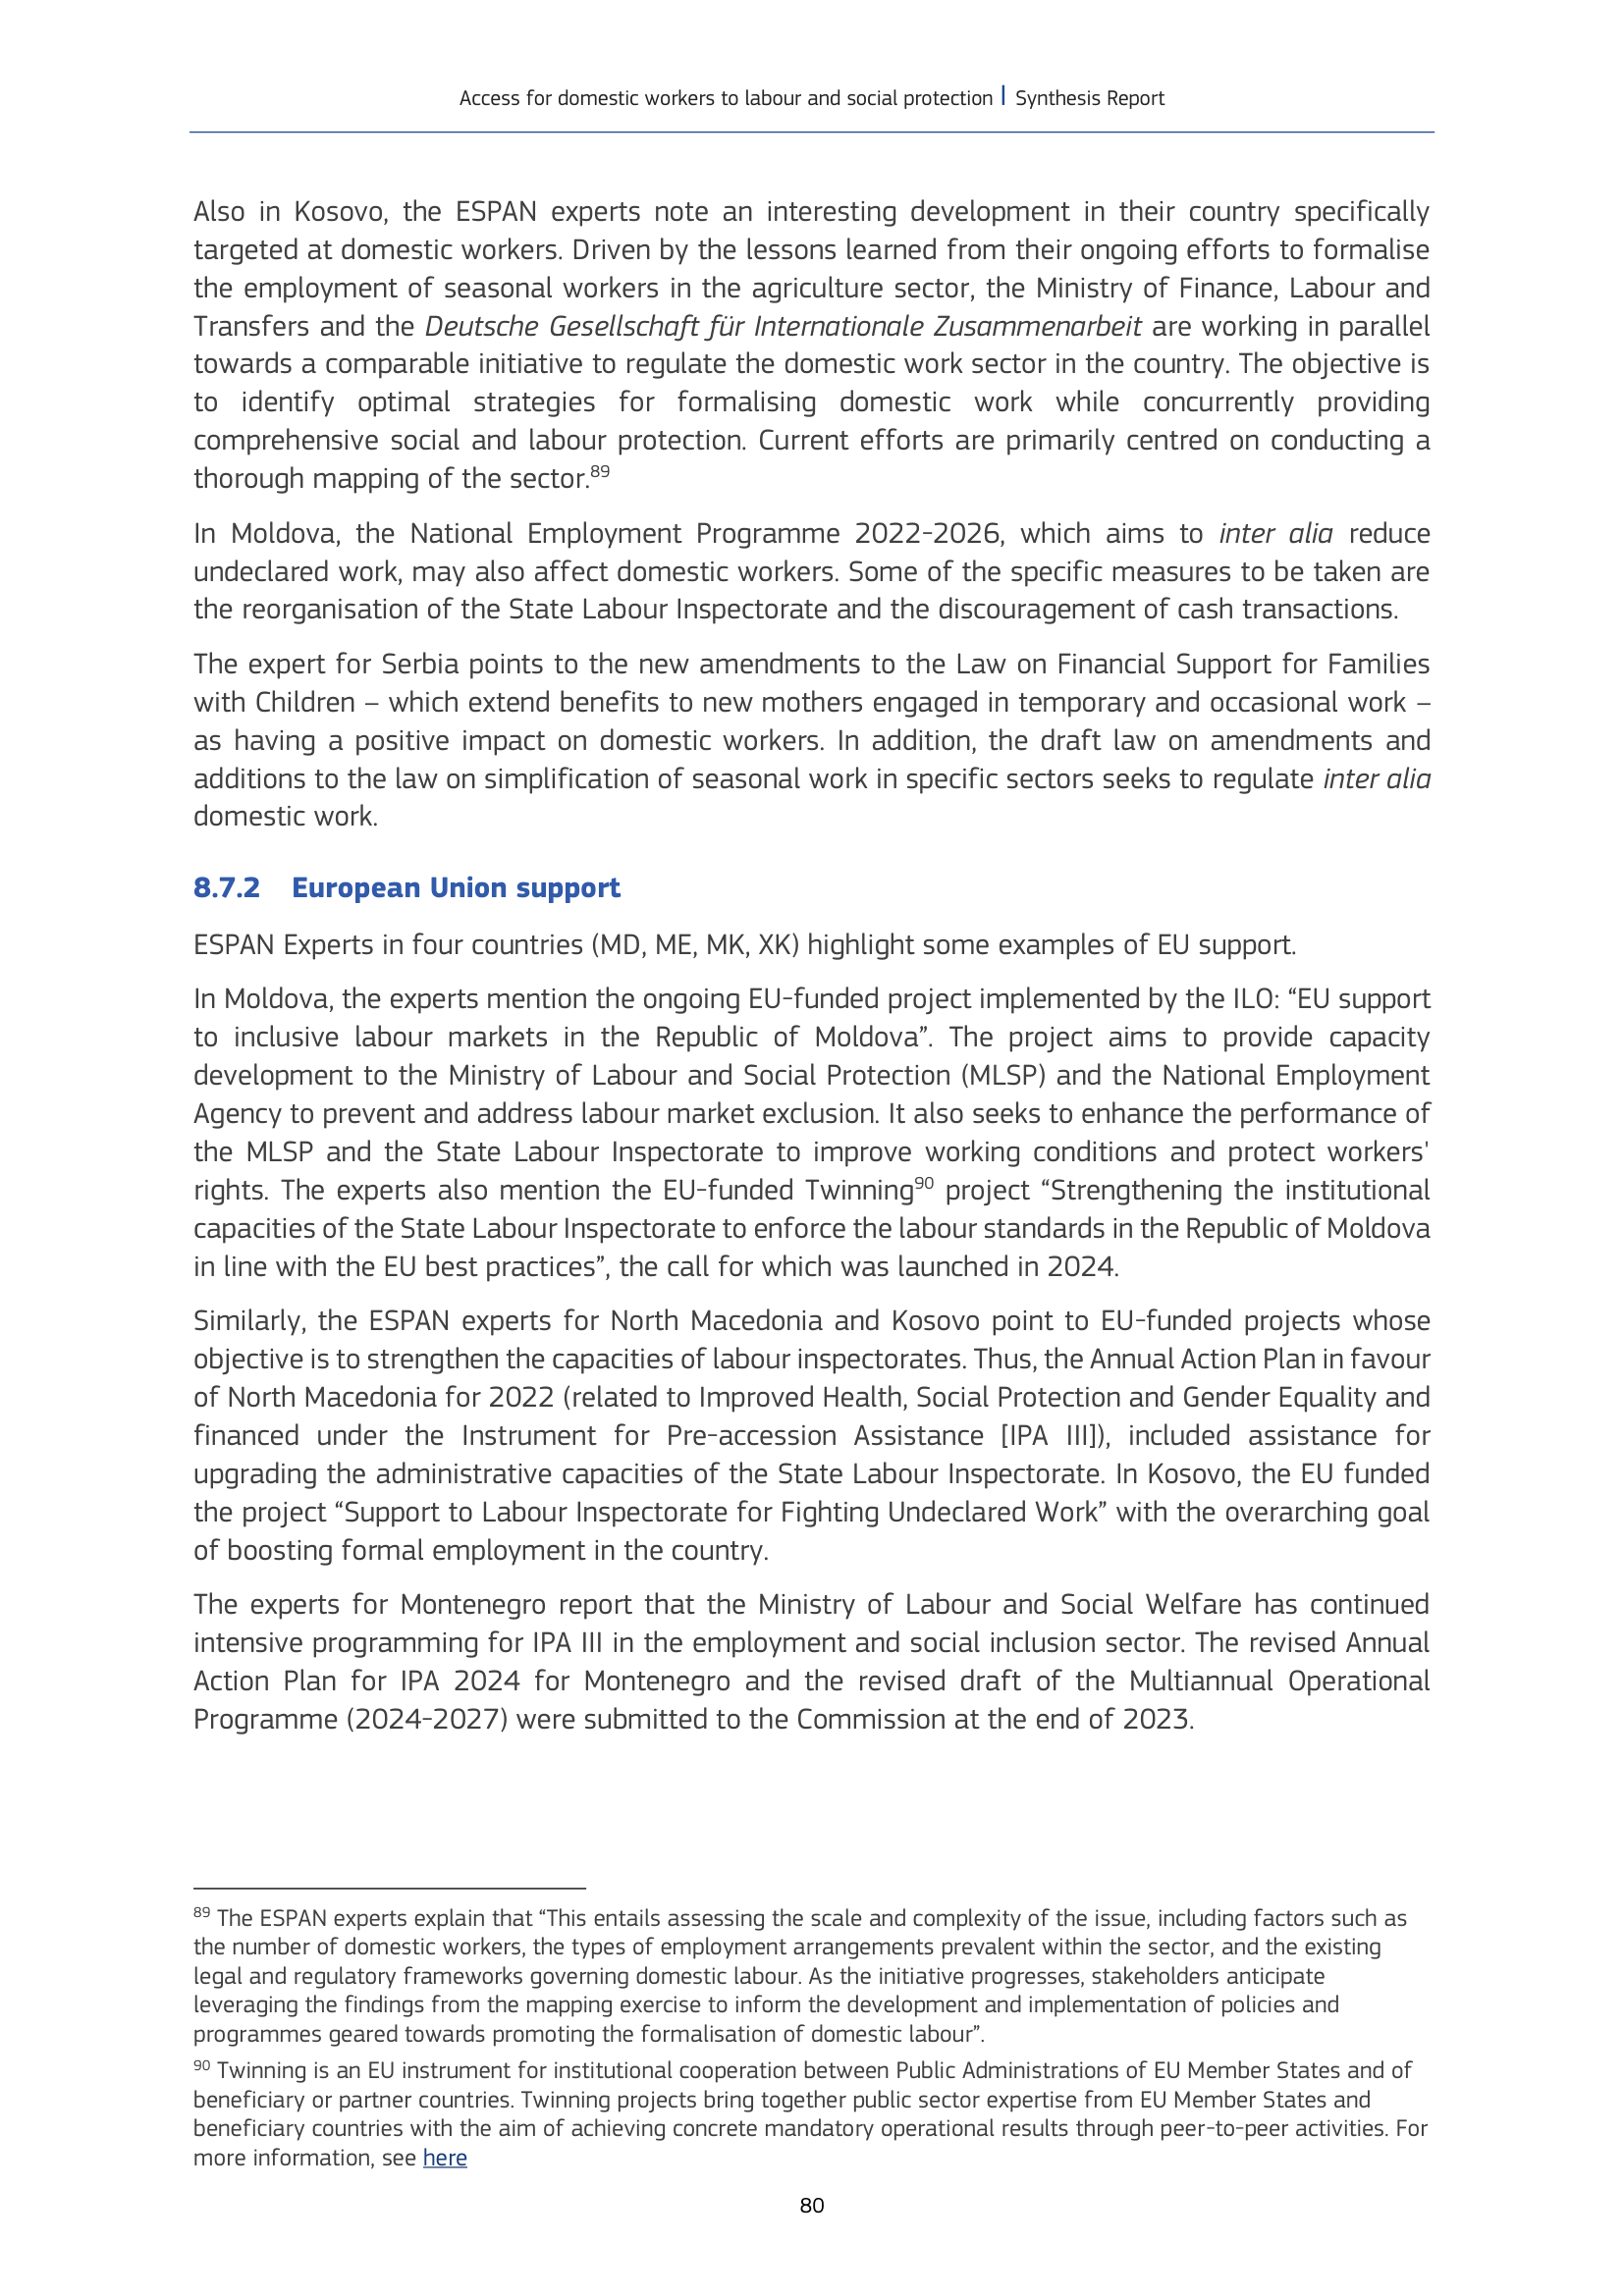 Access for domestic workers to labour and social protection | Synthesis Report
Also in Kosovo, the ESPAN experts note an interesting development in their country specifically
targeted at domestic workers. Driven by the lessons learned from their ongoing efforts to formalise
the employment of seasonal workers in the agriculture sector, the Ministry of Finance, Labour and
Transfers and the Deutsche Gesellschaft für Internationale Zusammenarbeit are working in parallel
towards a comparable initiative to regulate the domestic work sector in the country. The objective is
to identify optimal strategies for formalising domestic work while concurrently providing
comprehensive social and labour protection. Current efforts are primarily centred on conducting a
thorough mapping of the sector.89
In Moldova, the National Employment Programme 2022-2026, which aims to inter alia reduce
undeclared work, may also affect domestic workers. Some of the specific measures to be taken are
the reorganisation of the State Labour Inspectorate and the discouragement of cash transactions.
The expert for Serbia points to the new amendments to the Law on Financial Support for Families
with Children – which extend benefits to new mothers engaged in temporary and occasional work –
as having a positive impact on domestic workers. In addition, the draft law on amendments and
additions to the law on simplification of seasonal work in specific sectors seeks to regulate inter alia
domestic work.
8.7.2 European Union support
ESPAN Experts in four countries (MD, ME, MK, XK) highlight some examples of EU support.
In Moldova, the experts mention the ongoing EU-funded project implemented by the ILO: “EU support
to inclusive labour markets in the Republic of Moldova”. The project aims to provide capacity
development to the Ministry of Labour and Social Protection (MLSP) and the National Employment
Agency to prevent and address labour market exclusion. It also seeks to enhance the performance of
the MLSP and the State Labour Inspectorate to improve working conditions and protect workers'
rights. The experts also mention the EU-funded Twinning90 project “Strengthening the institutional
capacities of the State Labour Inspectorate to enforce the labour standards in the Republic of Moldova
in line with the EU best practices”, the call for which was launched in 2024.
Similarly, the ESPAN experts for North Macedonia and Kosovo point to EU-funded projects whose
objective is to strengthen the capacities of labour inspectorates. Thus, the Annual Action Plan in favour
of North Macedonia for 2022 (related to Improved Health, Social Protection and Gender Equality and
financed under the Instrument for Pre-accession Assistance [IPA III]), included assistance for
upgrading the administrative capacities of the State Labour Inspectorate. In Kosovo, the EU funded
the project “Support to Labour Inspectorate for Fighting Undeclared Work” with the overarching goal
of boosting formal employment in the country.
The experts for Montenegro report that the Ministry of Labour and Social Welfare has continued
intensive programming for IPA III in the employment and social inclusion sector. The revised Annual
Action Plan for IPA 2024 for Montenegro and the revised draft of the Multiannual Operational
Programme (2024-2027) were submitted to the Commission at the end of 2023.
89 The ESPAN experts explain that “This entails assessing the scale and complexity of the issue, including factors such as
the number of domestic workers, the types of employment arrangements prevalent within the sector, and the existing
legal and regulatory frameworks governing domestic labour. As the initiative progresses, stakeholders anticipate
leveraging the findings from the mapping exercise to inform the development and implementation of policies and
programmes geared towards promoting the formalisation of domestic labour”.
90 Twinning is an EU instrument for institutional cooperation between Public Administrations of EU Member States and of
beneficiary or partner countries. Twinning projects bring together public sector expertise from EU Member States and
beneficiary countries with the aim of achieving concrete mandatory operational results through peer-to-peer activities. For
more information, see here
80